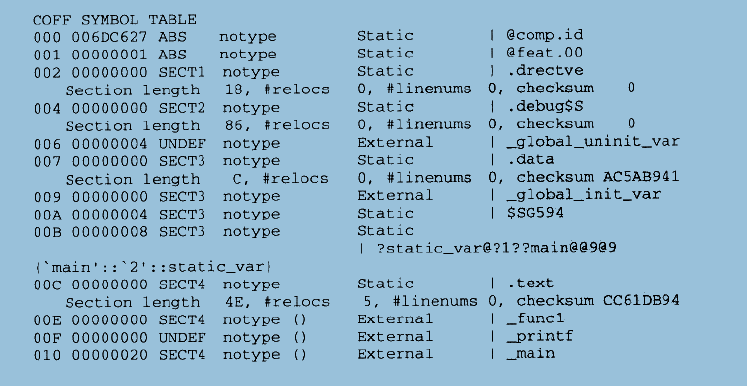 COFF SYMBOL TABLE
000 006DC627 ABS    notype       Static       | @comp.id
001 00000001 ABS    notype       Static       | @feat.00
002 00000000 SECT1  notype       Static       | .drectve
    Section length   18, #relocs    0, #linenums  0, checksum    0
004 00000000 SECT2  notype       Static       | .debug$S
    Section length   86, #relocs    0, #linenums  0, checksum    0
006 00000004 UNDEF  notype       External     | _global_uninit_var
007 00000000 SECT3  notype       Static       | .data
    Section length    C, #relocs    0, #linenums  0, checksum AC5AB941
009 00000000 SECT3  notype       External     | _global_init_var
00A 00000004 SECT3  notype       Static       | $SG594
00B 00000008 SECT3  notype       Static
| ?static_var@?1??main@@9@9
(`main'::`2'::static_var)
00C 00000000 SECT4  notype       Static       | .text
    Section length   4E, #relocs    5, #linenums 0, checksum CC61DB94
00E 00000000 SECT4  notype ()    External     | _func1
00F 00000000 UNDEF  notype ()    External     | _printf
010 00000020 SECT4  notype ()    External     | _main